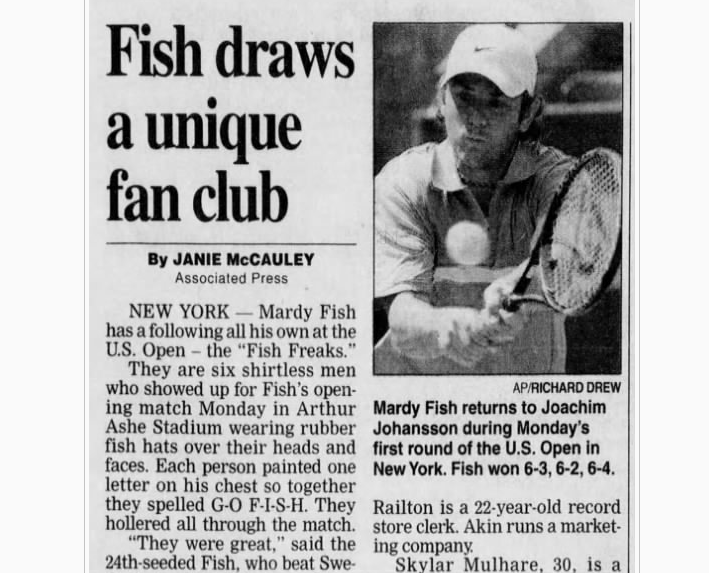 Fish draws
a unique
fan club
By JANIE McCAULEY
Associated Press
NEW YORK — Mardy Fish
has a following all his own at the
U.S. Open – the “Fish Freaks.”
They are six shirtless men
who showed up for Fish’s open-
ing match Monday in Arthur
Ashe Stadium wearing rubber
fish hats over their heads and
faces. Each person painted one
letter on his chest so together
they spelled G-O F-I-S-H. They
hollered all through the match.
“They were great,” said the
24th-seeded Fish, who beat Swe-
AP/RICHARD DREW
Mardy Fish returns to Joachim
Johansson during Monday’s
first round of the U.S. Open in
New York. Fish won 6-3, 6-2, 6-4.
Railton is a 22-year-old record
store clerk. Akin runs a market-
ing company.
Skylar Mulhare, 30, is a